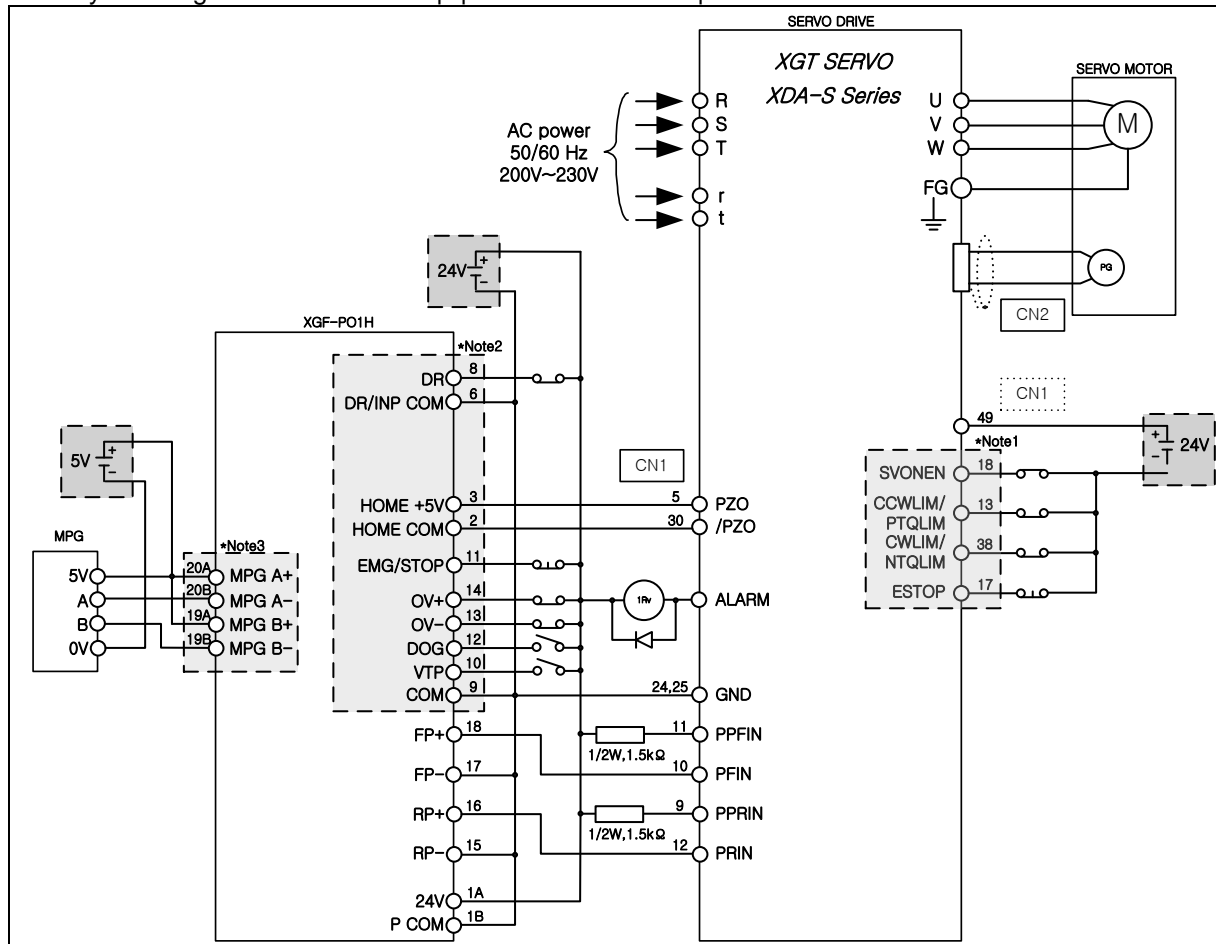 SERVO DRIVE
XGT SERVO
XDA-S Series
SERVO MOTOR
R
S
T
r
t
AC power
50/60 Hz
200V~230V
U
V
W
FG
M
PG
CN2
24V
+
-
XGF-PO1H
*Note2
DR 8
DR/INP COM 6
HOME +5V 3
HOME COM 2
EMG/STOP 11
OV+ 14
OV- 13
DOG 12
VTP 10
COM 9
FP+ 18
FP- 17
RP+ 16
RP- 15
24V 1A
P COM 1B
5V
+
-
MPG
5V
A
B
0V
*Note3
20A MPG A+
20B MPG A-
19A MPG B+
19B MPG B-
CN1
5 PZO
30 /PZO
1Ry ALARM
24,25 GND
11 PPFIN
1/2W,1.5kΩ
10 PFIN
9 PPRIN
1/2W,1.5kΩ
12 PRIN
CN1
49
*Note1
SVONEN 18
CCWLIM/
PTQLIM 13
CWLIM/
NTQLIM 38
ESTOP 17
+
-
24V